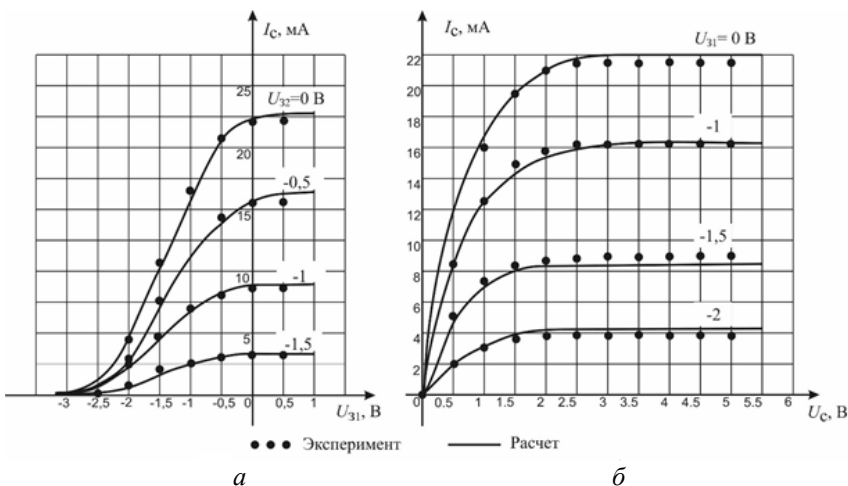 I_C, мА
U_З2=0 В
25
20
-0,5
15
10
-1
5
-1,5
-3 -2,5 -2 -1,5 -1 -0,5 0 0,5 1
U_З1, В
I_C, мА
U_З1= 0 В
22
20
18
16
-1
14
12
10
-1,5
8
6
-2
4
2
0 0.5 1 1.5 2 2.5 3 3.5 4 4.5 5 5.5 6
U_C, В
Эксперимент
Расчет
а
б